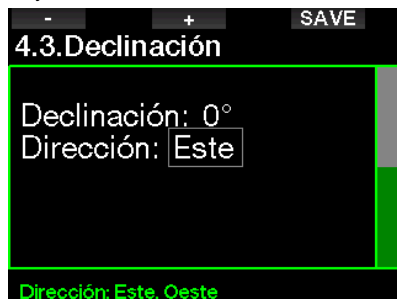 - + SAVE
4.3.Declinación
Declinación: 0°
Dirección: Este
Dirección: Este, Oeste